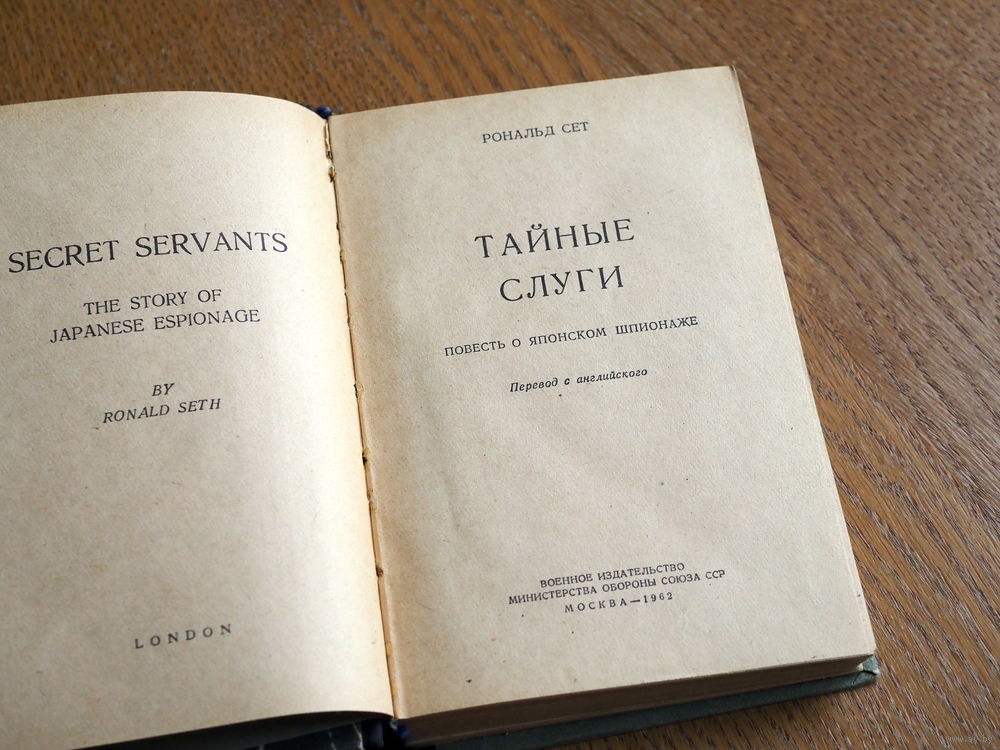 SECRET SERVANTS
THE STORY OF
JAPANESE ESPIONAGE
BY
RONALD SETH
LONDON
РОНАЛЬД СЕТ
ТАЙНЫЕ
СЛУГИ
ПОВЕСТЬ О ЯПОНСКОМ ШПИОНАЖЕ
Перевод с английского
ВОЕННОЕ ИЗДАТЕЛЬСТВО
МИНИСТЕРСТВА ОБОРОНЫ СОЮЗА ССР
МОСКВА—1962